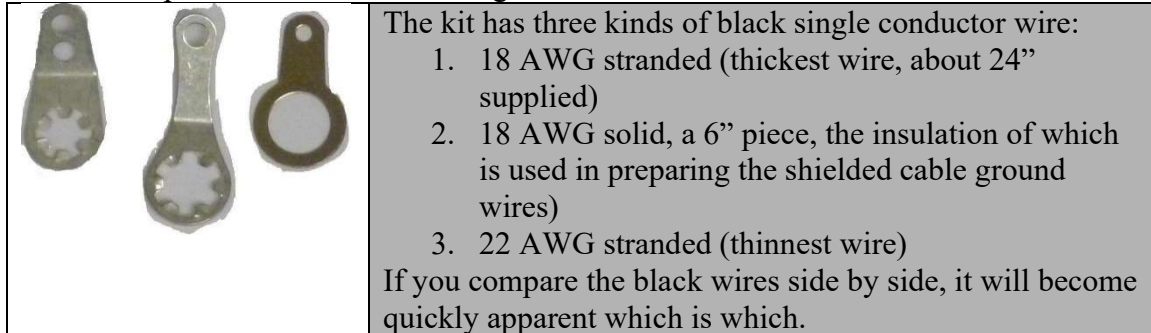 The kit has three kinds of black single conductor wire:
1. 18 AWG stranded (thickest wire, about 24”
supplied)
2. 18 AWG solid, a 6” piece, the insulation of which
is used in preparing the shielded cable ground
wires)
3. 22 AWG stranded (thinnest wire)
If you compare the black wires side by side, it will become
quickly apparent which is which.